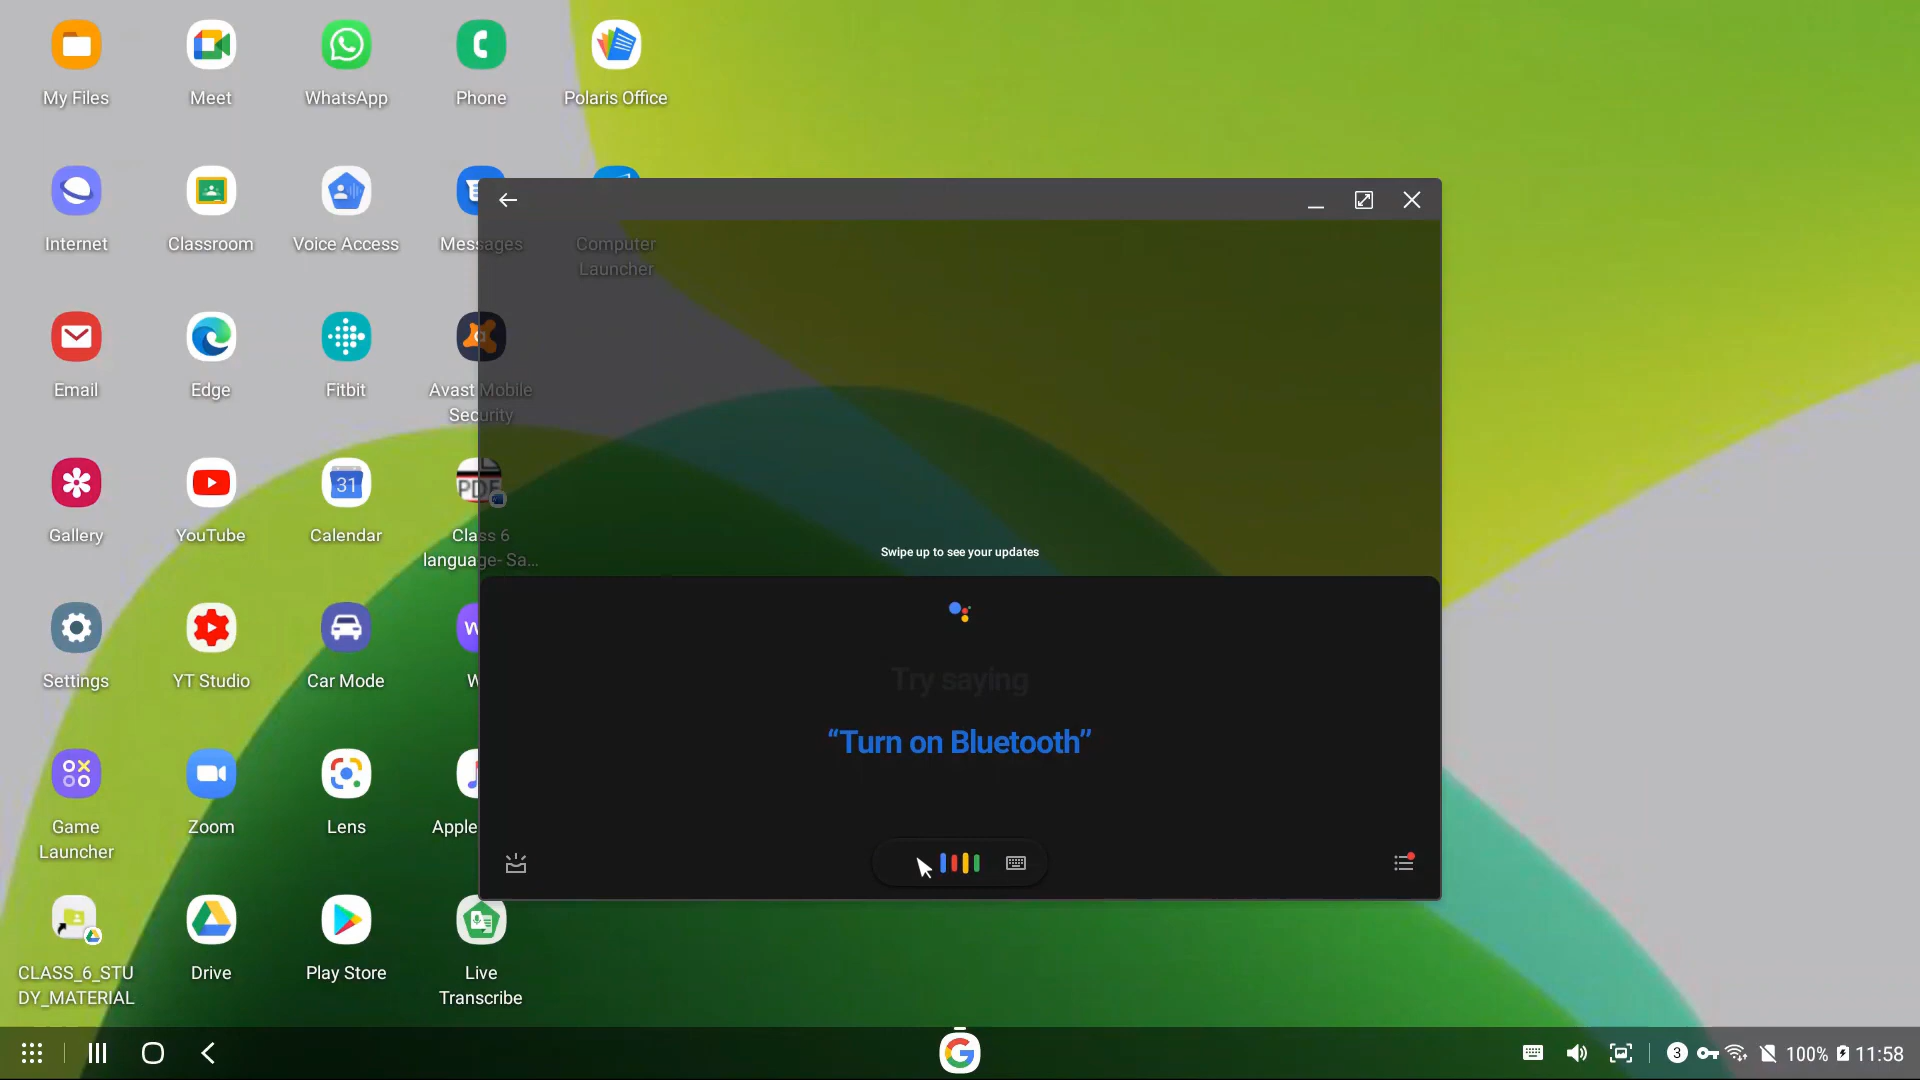 My Files
Meet
WhatsApp
Phone
Polaris Office
Internet
Classroom
Voice Access
Messages
Computer
Launcher
Email
Edge
Fitbit
Avast Mobile
Security
Gallery
YouTube
31
Calendar
PDF
Class 6
language- Sa...
Swipe up to see your updates
Settings
YT Studio
Car Mode
W
Try saying
“Turn on Bluetooth”
Game
Launcher
Zoom
Lens
Apple
CLASS_6_STU
DY_MATERIAL
Drive
Play Store
Live
Transcribe
3
100%
11:58